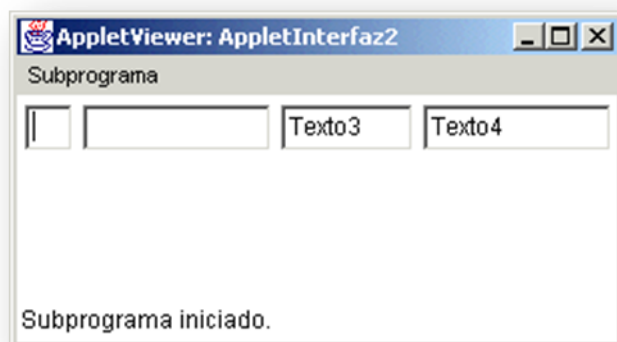 AppletViewer: AppletInterfaz2
Subprograma
Texto3 Texto4
Subprograma iniciado.